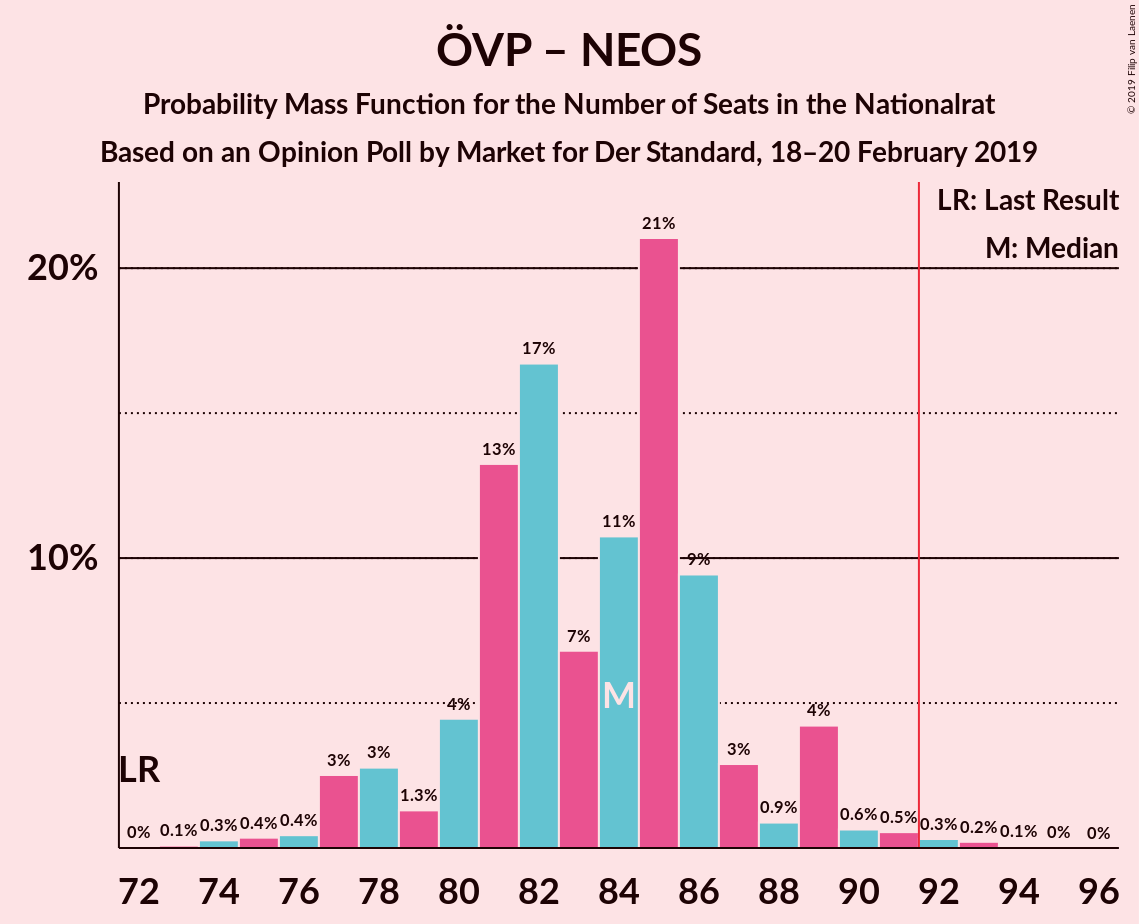 ÖVP – NEOS
Probability Mass Function for the Number of Seats in the Nationalrat
Based on an Opinion Poll by Market for Der Standard, 18–20 February 2019
© 2019 Filip van Laenen
LR: Last Result
M: Median
20%
10%
LR
M
0% 0.1% 0.3% 0.4% 0.4% 3% 3% 1.3% 4% 13% 17% 7% 11% 21% 9% 3% 0.9% 4% 0.6% 0.5% 0.3% 0.2% 0.1% 0% 0%
72 74 76 78 80 82 84 86 88 90 92 94 96